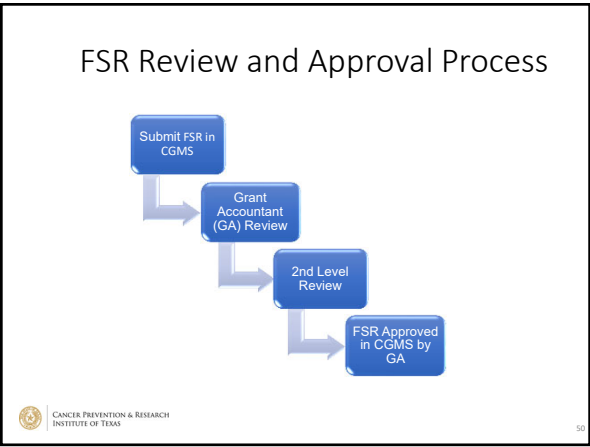 FSR Review and Approval Process
Submit FSR in
CGMS
Grant
Accountant
(GA) Review
2nd Level
Review
FSR Approved
in CGMS by
GA
CANCER PREVENTION & RESEARCH
INSTITUTE OF TEXAS
50